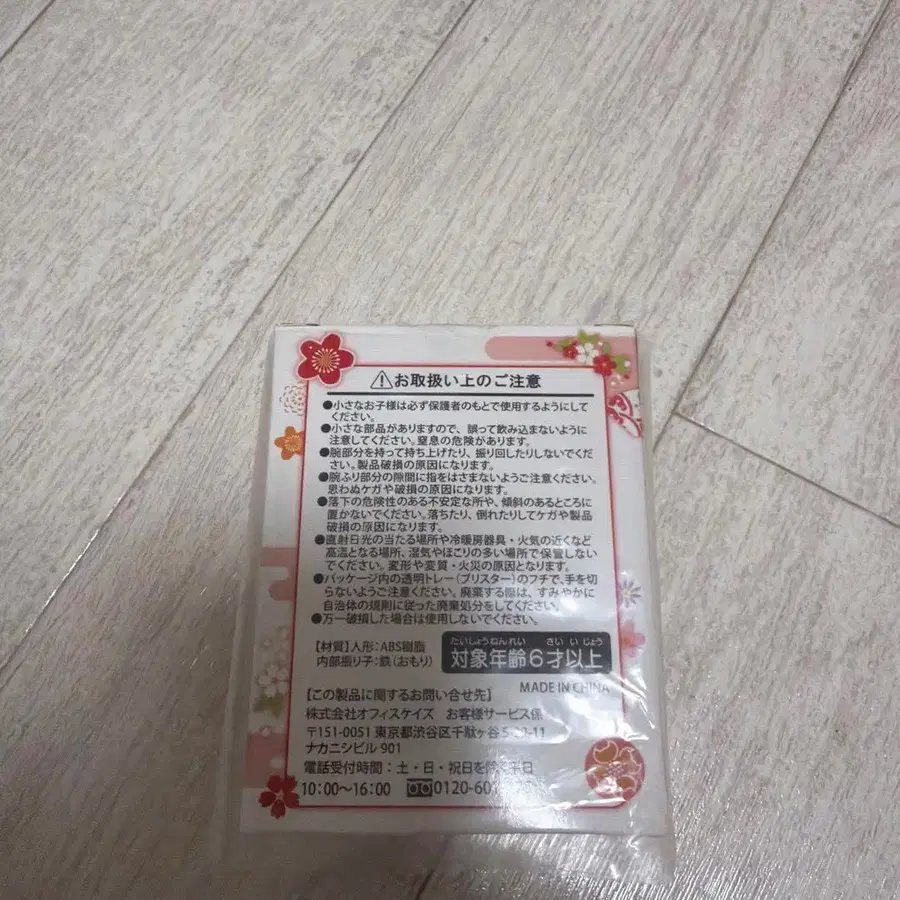 ⚠お取扱い上のご注意
●小さなお子様は必ず保護者のもとで使用するようにして
ください。
●小さな部品がありますので、誤って飲み込まないように
注意してください。窒息の危険があります。
●腕部分を持って持ち上げたり、振り回したりしないでくだ
さい。製品破損の原因になります。
●腕ふり部分の隙間に指をはさまないようご注意ください。
思わぬケガや破損の原因になります。
●落下の危険性のある不安定な所や、傾斜のあるところに
置かないでください。落ちたり、倒れたりしてケガや製品
破損の原因になります。
●直射日光の当たる場所や冷暖房器具・火気の近くなど
高温となる場所、湿気やほこりの多い場所で保管しない
でください。変形や変質・火災の原因となります。
●パッケージ内の透明トレー(ブリスター)のフチで、手を切
らないようご注意ください。廃棄する際は、すみやかに
自治体の規則に従った廃棄処分をしてください。
●万一破損した場合は使用しないでください。
【材質】人形:ABS樹脂
内部振り子:鉄(おもり)
たいしょうねんれい さい いじょう
対象年齢6才以上
MADE IN CHINA
【この製品に関するお問い合せ先】
株式会社オフィスケイズ お客様サービス係
〒151-0051 東京都渋谷区千駄ヶ谷
ナカニシビル 901
電話受付時間:土・日・祝日を除く平日
10:00~16:00 0120-60